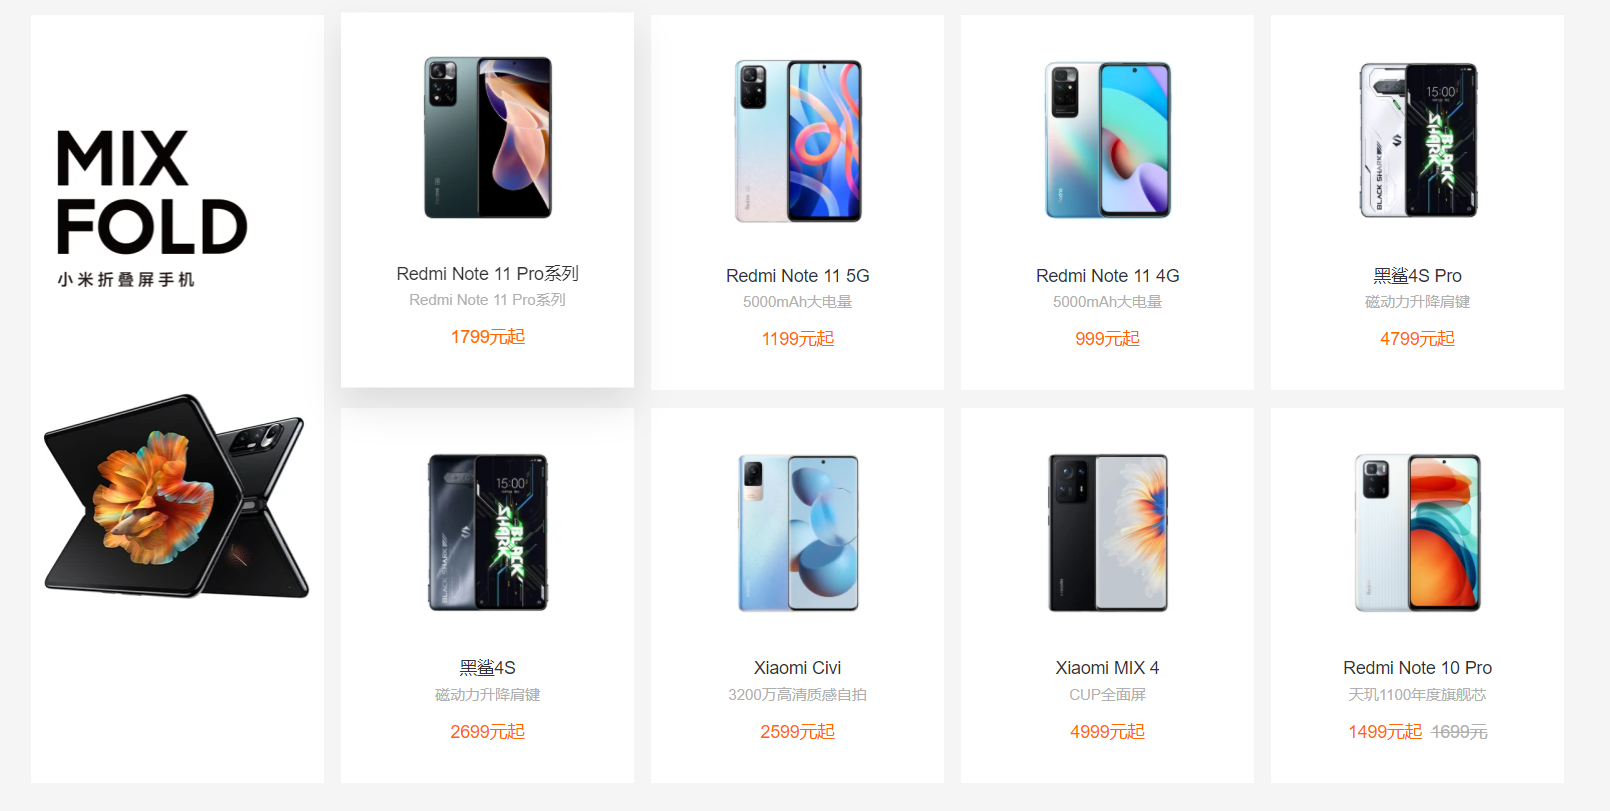 MIX
FOLD
小米折叠屏手机
Redmi Note 11 Pro系列
Redmi Note 11 Pro系列
1799元起
Redmi Note 11 5G
5000mAh大电量
1199元起
Redmi Note 11 4G
5000mAh大电量
999元起
15:00
BLACK SHARK
BLACK
SHARK
黑鲨4S Pro
磁动力升降肩键
4799元起
15:00
BLACK SHARK
BLACK
SHARK
黑鲨4S
磁动力升降肩键
2699元起
Xiaomi Civi
3200万高清质感自拍
2599元起
Xiaomi MIX 4
CUP全面屏
4999元起
Redmi Note 10 Pro
天玑1100年度旗舰芯
1499元起 1699元